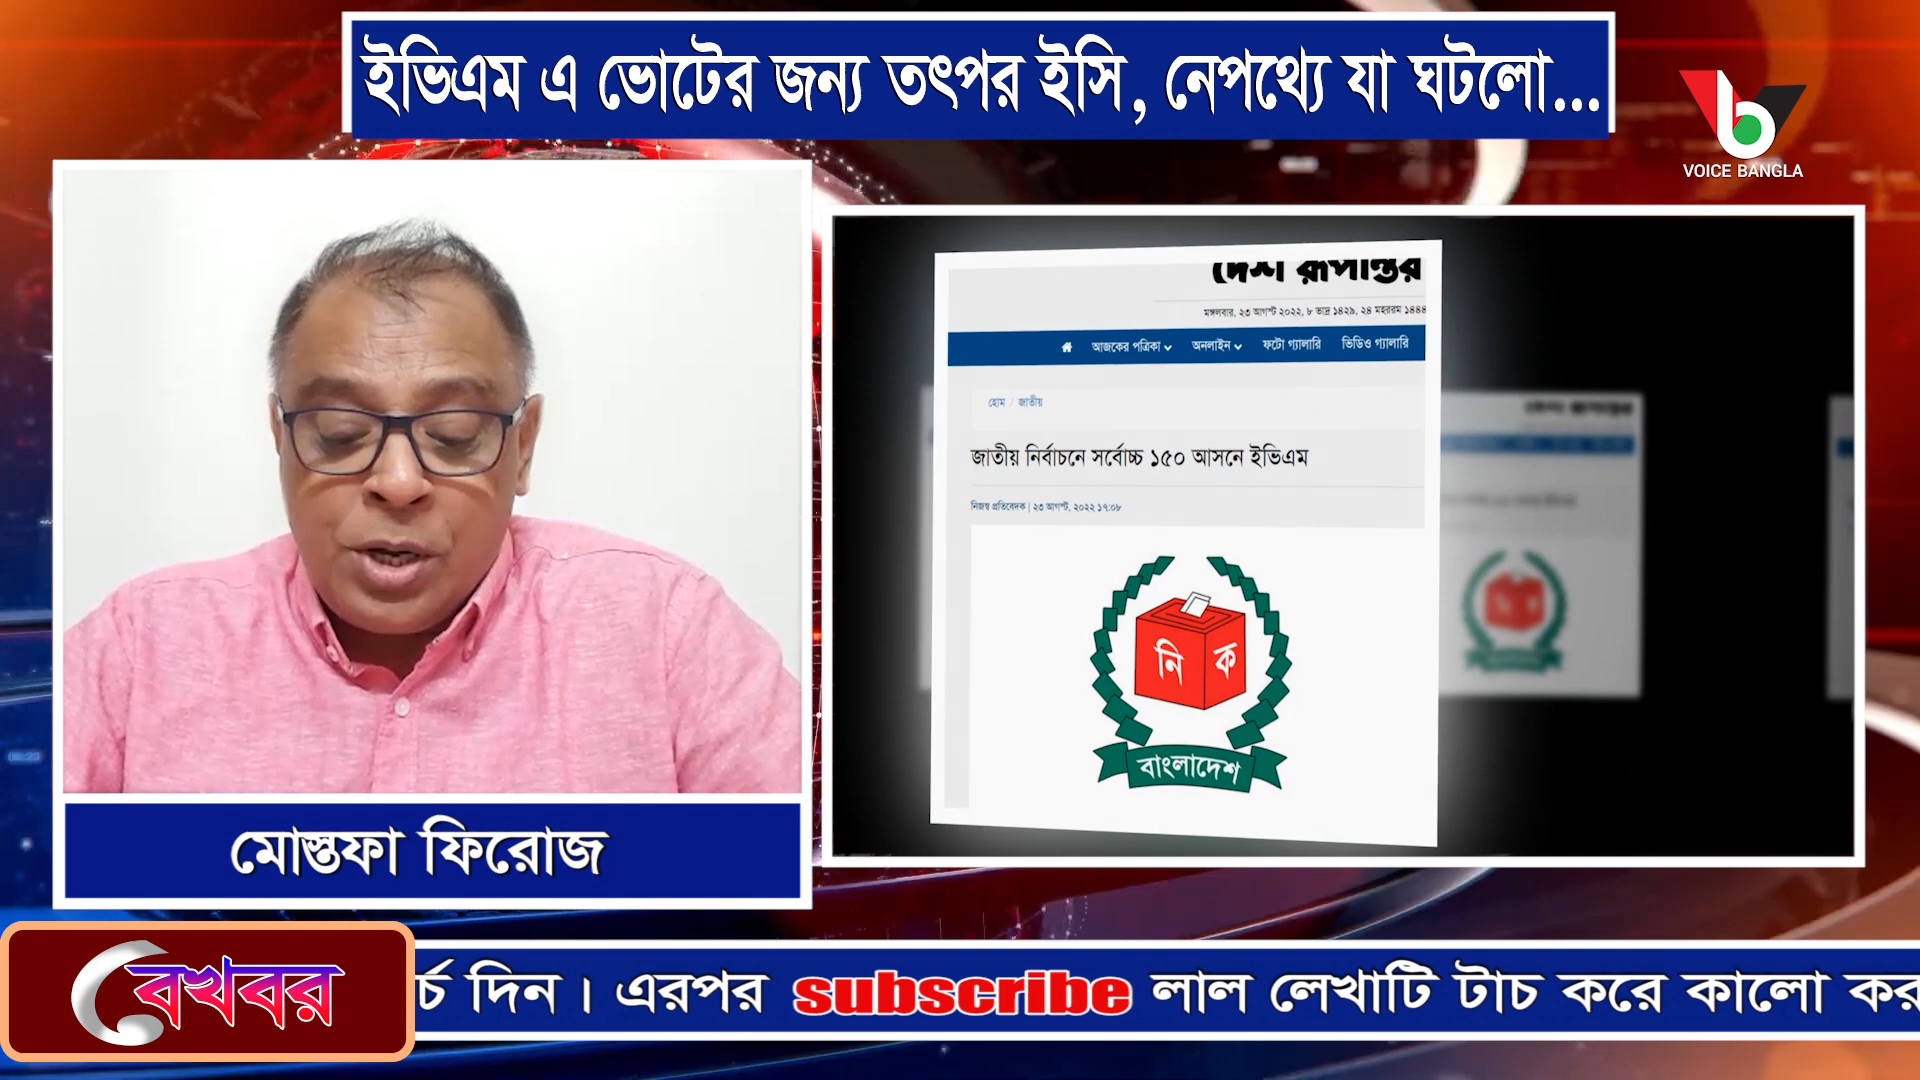 ইভিএম এ ভোটের জন্য তৎপর ইসি, নেপথ্যে যা ঘটলো...
VOICE BANGLA
দেশ রূপান্তর
মঙ্গলবার, ২৩ আগস্ট ২০২২, ৮ ভাদ্র ১৪২৯, ২৪ মহররম ১৪৪৪
আজকের পত্রিকা অনলাইন ফটো গ্যালারি ভিডিও গ্যালারি
হোম / জাতীয়
জাতীয় নির্বাচনে সর্বোচ্চ ১৫০ আসনে ইভিএম
নিজস্ব প্রতিবেদক | ২৩ আগস্ট, ২০২২ ১৭:০৮
নি ক
বাংলাদেশ
মোস্তফা ফিরোজ
বেখবর
র্চ দিন । এরপর subscribe লাল লেখাটি টাচ করে কালো কর